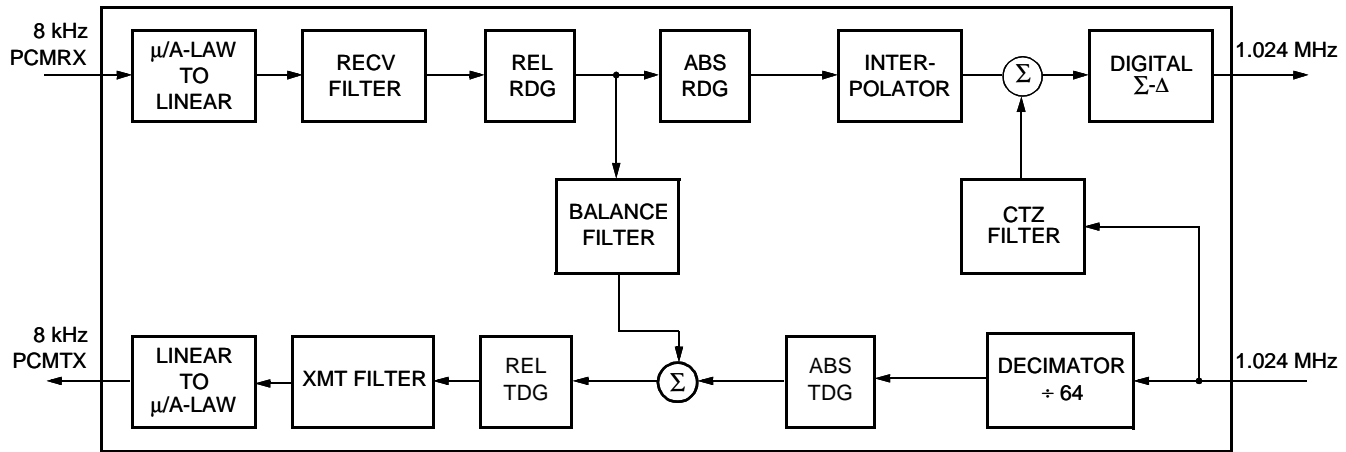 8 kHz
PCMRX
µ/A-LAW
TO
LINEAR
RECV
FILTER
REL
RDG
ABS
RDG
INTER-
POLATOR
Σ
DIGITAL
Σ-Δ
1.024 MHz
BALANCE
FILTER
CTZ
FILTER
8 kHz
PCMTX
LINEAR
TO
µ/A-LAW
XMT FILTER
REL
TDG
Σ
ABS
TDG
DECIMATOR
÷ 64
1.024 MHz